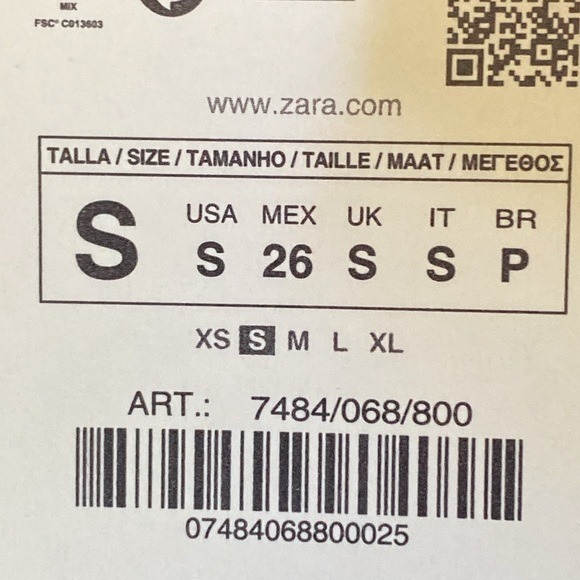 MIX
FSC® C013603
www.zara.com
TALLA / SIZE / TAMANHO / TAILLE / MAAT / ΜΕΓΕΘΟΣ
S
USA MEX UK IT BR
S 26 S S P
XS S M L XL
ART.: 7484/068/800
07484068800025